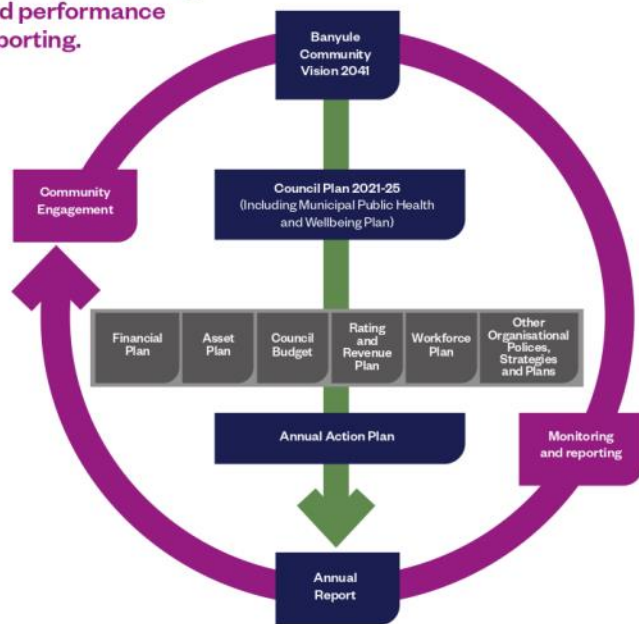 d performance
porting.
Banyule
Community
Vision 2041
Community
Engagement
Council Plan 2021-25
(Including Municipal Public Health
and Wellbeing Plan)
Financial
Plan
Asset
Plan
Council
Budget
Rating
and
Revenue
Plan
Workforce
Plan
Other
Organisational
Polices,
Strategies
and Plans
Annual Action Plan
Monitoring
and reporting
Annual
Report